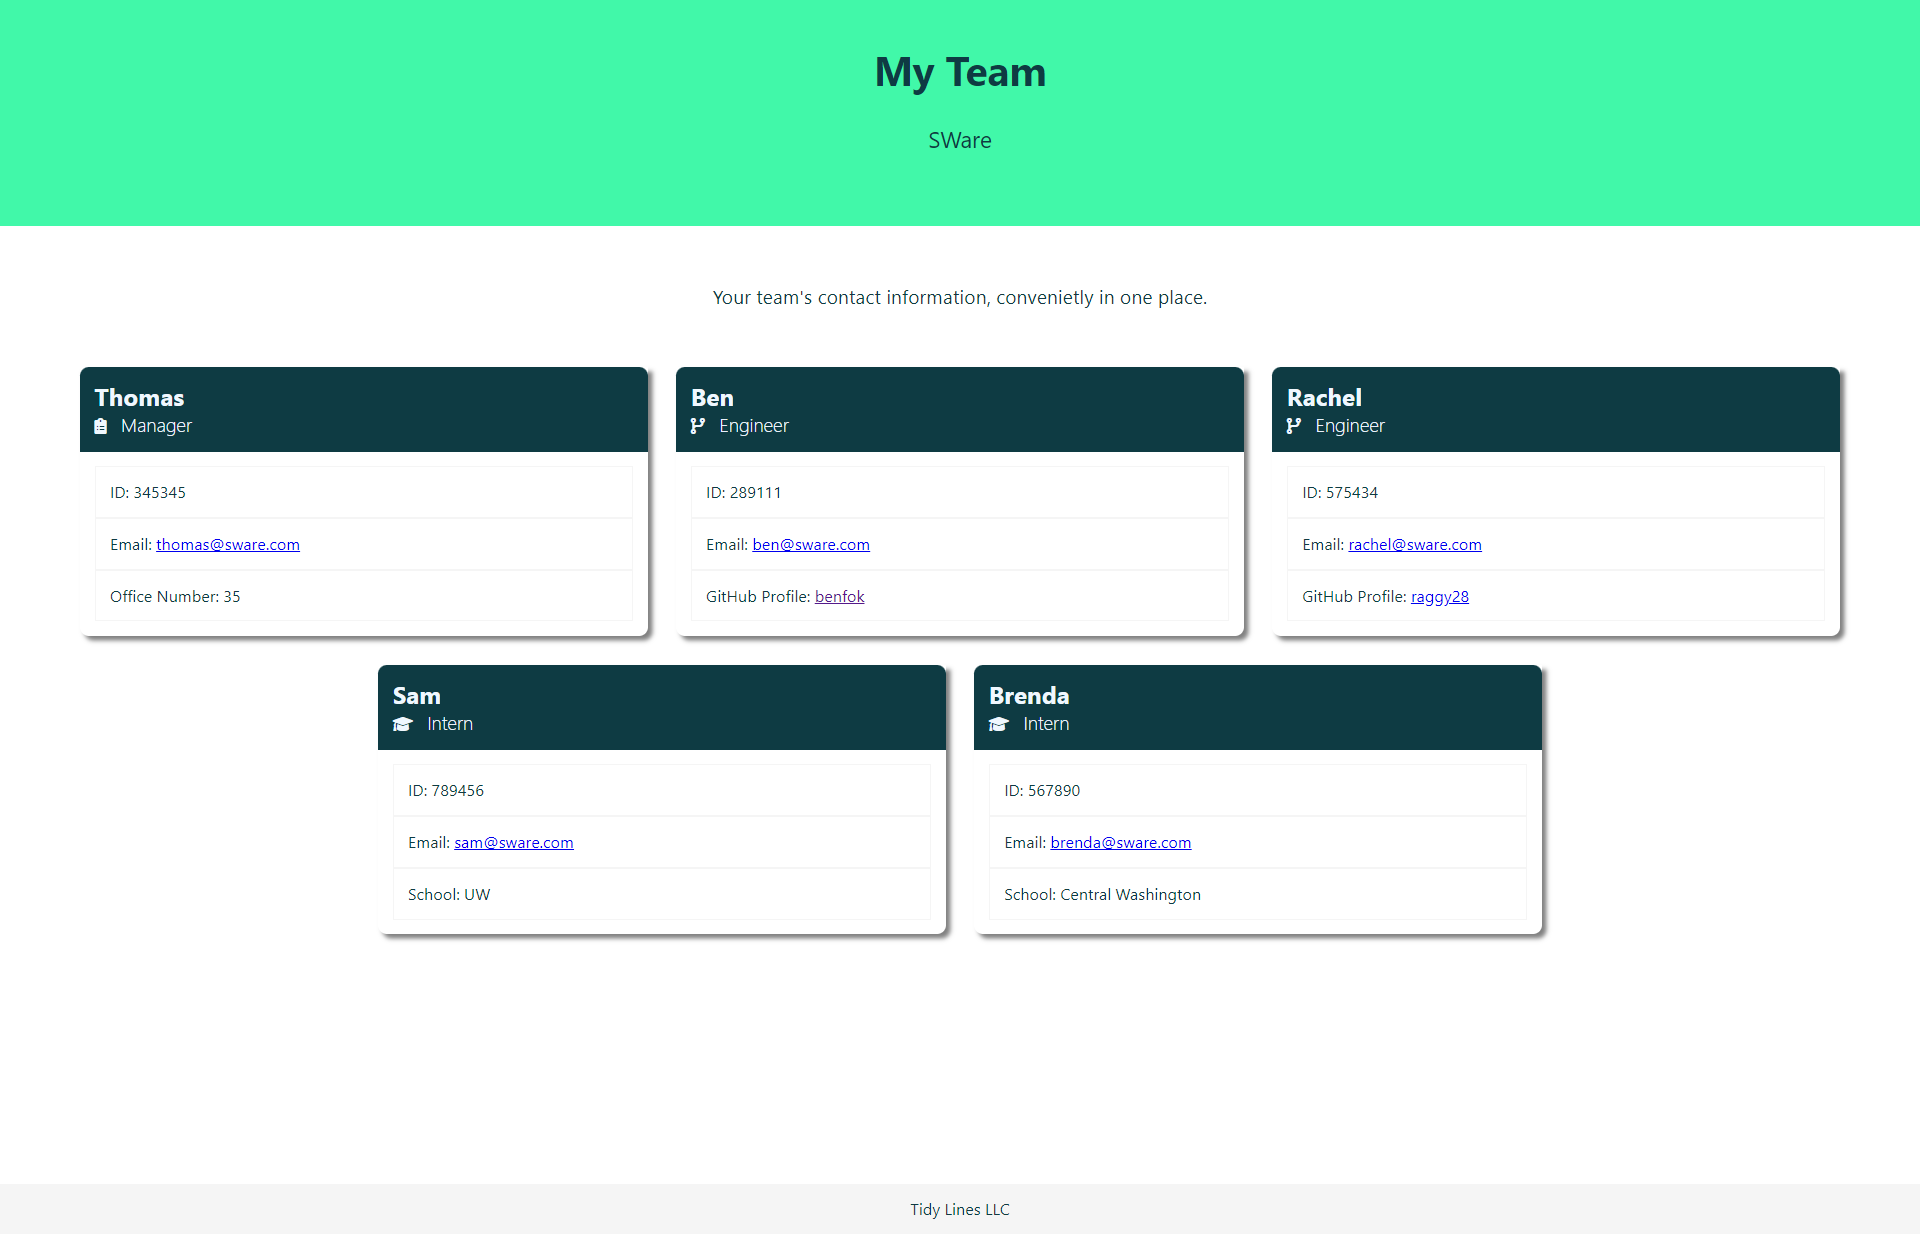 My Team
SWare
Your team's contact information, convenietly in one place.
Thomas
Manager
ID: 345345
Email: thomas@sware.com
Office Number: 35
Ben
Engineer
ID: 289111
Email: ben@sware.com
GitHub Profile: benfok
Rachel
Engineer
ID: 575434
Email: rachel@sware.com
GitHub Profile: raggy28
Sam
Intern
ID: 789456
Email: sam@sware.com
School: UW
Brenda
Intern
ID: 567890
Email: brenda@sware.com
School: Central Washington
Tidy Lines LLC